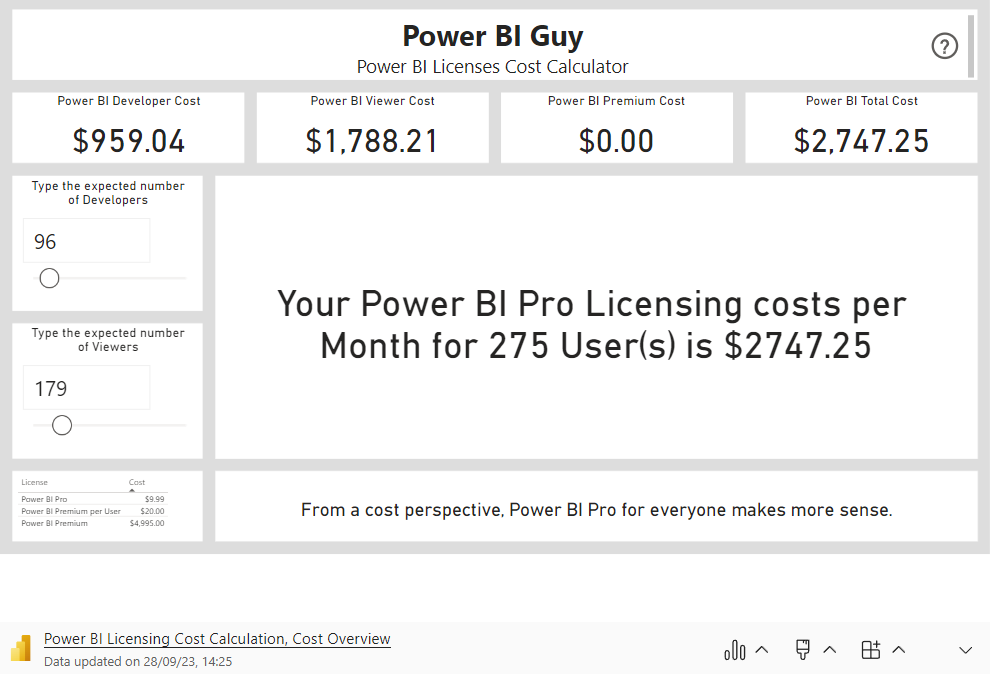 Power BI Guy
Power BI Licenses Cost Calculator
?
Power BI Developer Cost
$959.04
Power BI Viewer Cost
$1,788.21
Power BI Premium Cost
$0.00
Power BI Total Cost
$2,747.25
Type the expected number
of Developers
96
Type the expected number
of Viewers
179
Your Power BI Pro Licensing costs per
Month for 275 User(s) is $2747.25
License Cost
Power BI Pro $9.99
Power BI Premium per User $20.00
Power BI Premium $4,995.00
From a cost perspective, Power BI Pro for everyone makes more sense.
Power BI Licensing Cost Calculation, Cost Overview
Data updated on 28/09/23, 14:25